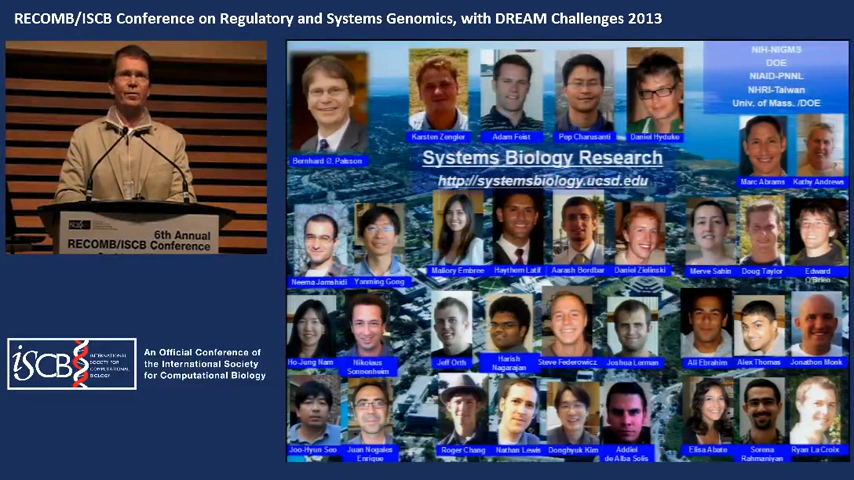 RECOMB/ISCB Conference on Regulatory and Systems Genomics, with DREAM Challenges 2013
6th Annual
RECOMB/ISCB Conference
iSCB
INTERNATIONAL
SOCIETY FOR
COMPUTATIONAL
BIOLOGY
An Official Conference of
the International Society
for Computational Biology
NIH-NIGMS
DOE
NIAID-PNNL
NHRI-Taiwan
Univ. of Mass. /DOE
Bernhard Ø. Palsson
Karsten Zengler
Adam Feist
Pep Charusanti
Daniel Hyduke
Systems Biology Research
http://systemsbiology.ucsd.edu
Marc Abrams
Kathy Andrews
Neema Jamshidi
Yanming Gong
Mallory Embree
Haythem Latif
Aarash Bordbar
Daniel Zielinski
Merve Sahin
Doug Taylor
Edward
O'Brien
Ho-Jung Nam
Nikolaus
Sonnenheim
Jeff Orth
Harish
Nagarajan
Steve Federowicz
Joshua Lerman
Ali Ebrahim
Alex Thomas
Jonathon Monk
Joo-Hyun Seo
Juan Nogales
Enrique
Roger Chang
Nathan Lewis
Donghyuk Kim
Addiel
de Alba Solis
Elisa Abate
Sorena
Rahmaniyan
Ryan La Croix